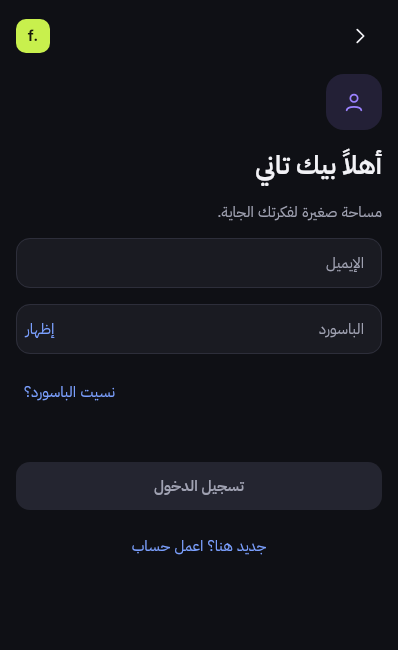 f.
أهلاً بيك تاني
مساحة صغيرة لفكرتك الجاية.
الإيميل
الباسورد
إظهار
نسيت الباسورد؟
تسجيل الدخول
جديد هنا؟ اعمل حساب